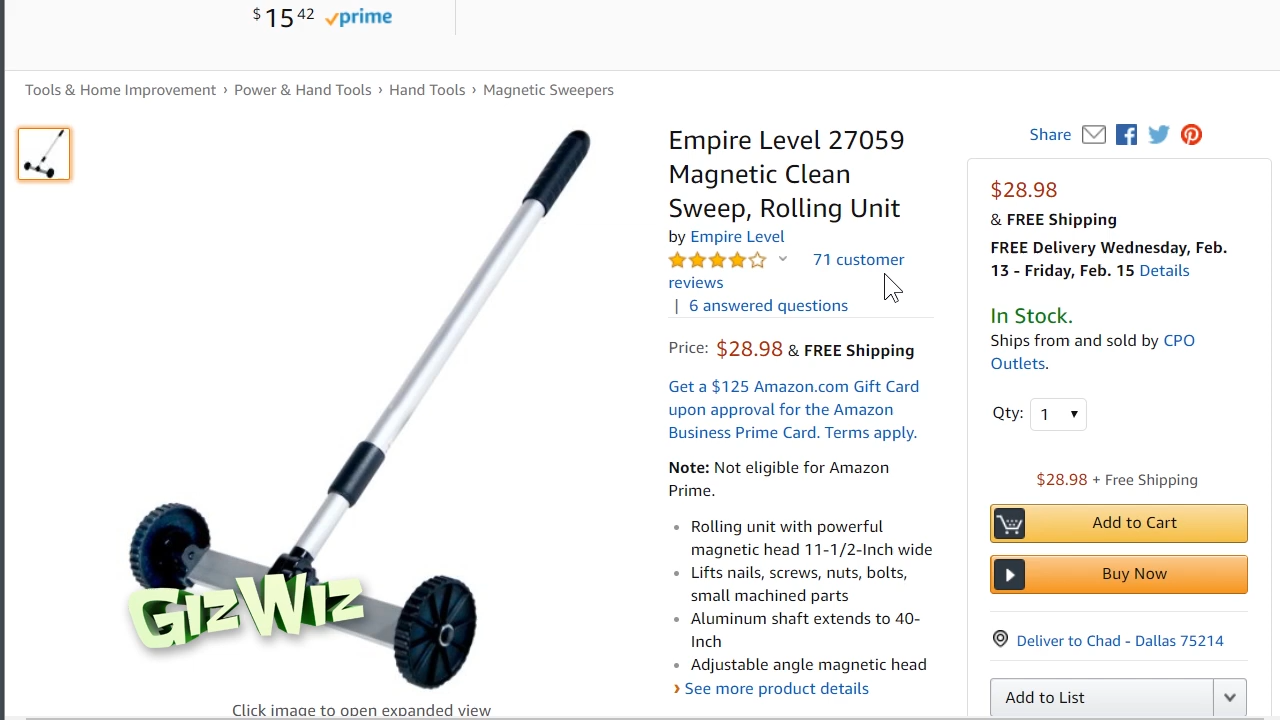 $15 42 prime
Tools & Home Improvement › Power & Hand Tools › Hand Tools › Magnetic Sweepers
Empire Level 27059
Magnetic Clean
Sweep, Rolling Unit
by Empire Level
71 customer
reviews
| 6 answered questions
Price: $28.98 & FREE Shipping
Get a $125 Amazon.com Gift Card
upon approval for the Amazon
Business Prime Card. Terms apply.
Note: Not eligible for Amazon
Prime.
• Rolling unit with powerful
magnetic head 11-1/2-Inch wide
• Lifts nails, screws, nuts, bolts,
small machined parts
• Aluminum shaft extends to 40-
Inch
• Adjustable angle magnetic head
› See more product details
GizWiz
Click image to open expanded view
Share
$28.98
& FREE Shipping
FREE Delivery Wednesday, Feb.
13 - Friday, Feb. 15 Details
In Stock.
Ships from and sold by CPO
Outlets.
Qty: 1
$28.98 + Free Shipping
Add to Cart
Buy Now
Deliver to Chad - Dallas 75214
Add to List